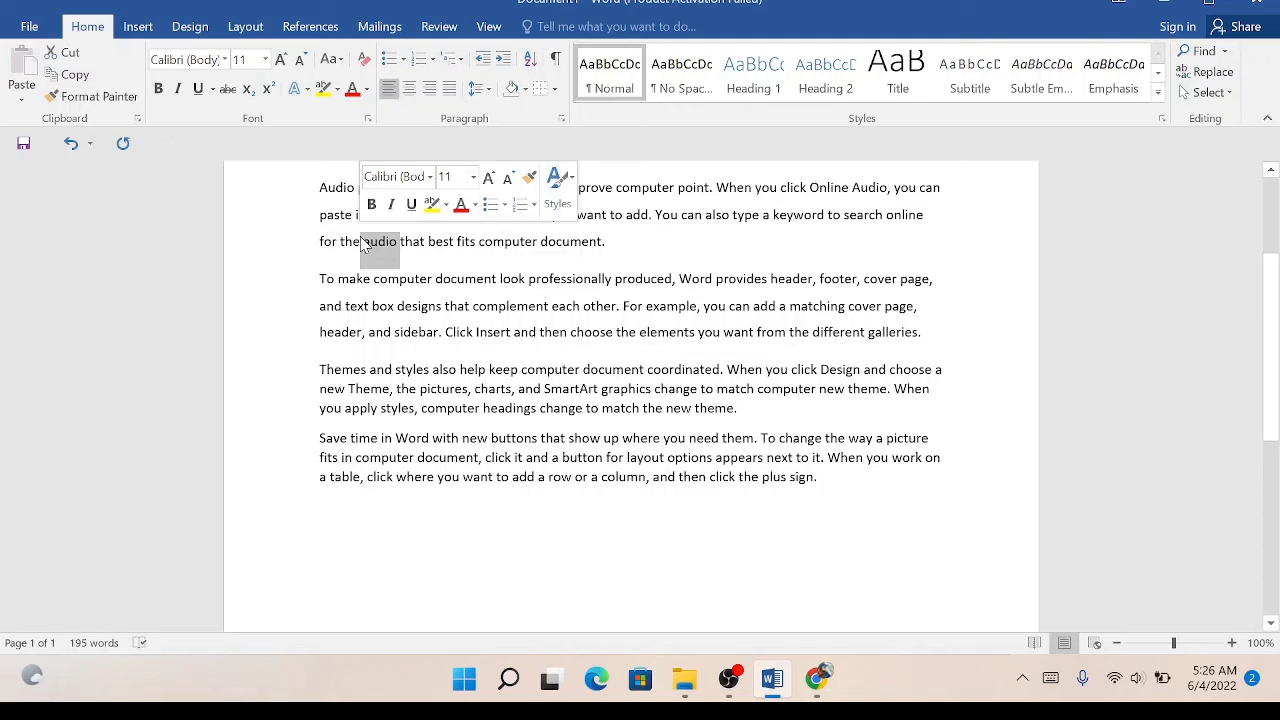 Document1 - Word (Product Activation Failed)
File Home Insert Design Layout References Mailings Review View Tell me what you want to do... Sign in Share
Cut Copy Format Painter Paste Clipboard
Calibri (Body) 11 Aa Font
Paragraph
AaBbCcDc AaBbCcDc AaBbCc AaBbCcD AaB AaBbCcD AaBbCcDc AaBbCcDc
¶ Normal ¶ No Spac... Heading 1 Heading 2 Title Subtitle Subtle Em... Emphasis
Styles
Find Replace Select Editing
Calibri (Bod 11
B I U Styles
Audio
prove computer point. When you click Online Audio, you can
paste
want to add. You can also type a keyword to search online
for the audio that best fits computer document.
To make computer document look professionally produced, Word provides header, footer, cover page,
and text box designs that complement each other. For example, you can add a matching cover page,
header, and sidebar. Click Insert and then choose the elements you want from the different galleries.
Themes and styles also help keep computer document coordinated. When you click Design and choose a
new Theme, the pictures, charts, and SmartArt graphics change to match computer new theme. When
you apply styles, computer headings change to match the new theme.
Save time in Word with new buttons that show up where you need them. To change the way a picture
fits in computer document, click it and a button for layout options appears next to it. When you work on
a table, click where you want to add a row or a column, and then click the plus sign.
Page 1 of 1 195 words 100%
5:26 AM
6/4/2022 2